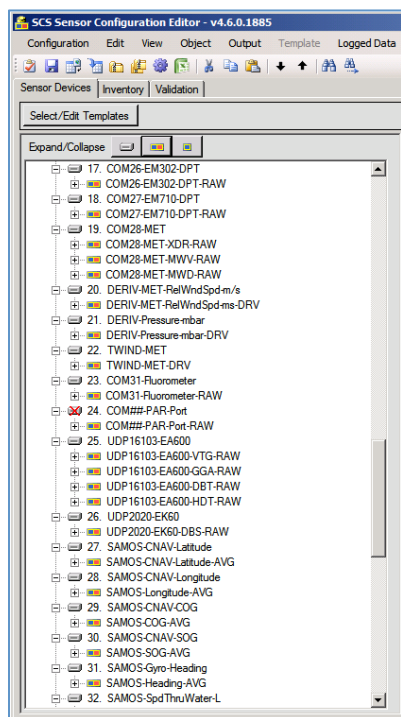 SCS Sensor Configuration Editor - v4.6.0.1885
Configuration Edit View Object Output Template Logged Data
Sensor Devices Inventory Validation
Select/Edit Templates
Expand/Collapse
17. COM26-EM302-DPT
COM26-EM302-DPT-RAW
18. COM27-EM710-DPT
COM27-EM710-DPT-RAW
19. COM28-MET
COM28-MET-XDR-RAW
COM28-MET-MWV-RAW
COM28-MET-MWD-RAW
20. DERIV-MET-RelWndSpd-m/s
DERIV-MET-RelWndSpd-ms-DRV
21. DERIV-Pressure-mbar
DERIV-Pressure-mbar-DRV
22. TWIND-MET
TWIND-MET-DRV
23. COM31-Fluorometer
COM31-Fluorometer-RAW
24. COM##-PAR-Port
COM##-PAR-Port-RAW
25. UDP16103-EA600
UDP16103-EA600-VTG-RAW
UDP16103-EA600-GGA-RAW
UDP16103-EA600-DBT-RAW
UDP16103-EA600-HDT-RAW
26. UDP2020-EK60
UDP2020-EK60-DBS-RAW
27. SAMOS-CNAV-Latitude
SAMOS-CNAV-Latitude-AVG
28. SAMOS-CNAV-Longitude
SAMOS-Longitude-AVG
29. SAMOS-CNAV-COG
SAMOS-COG-AVG
30. SAMOS-CNAV-SOG
SAMOS-SOG-AVG
31. SAMOS-Gyro-Heading
SAMOS-Heading-AVG
32. SAMOS-SpdThruWater-L